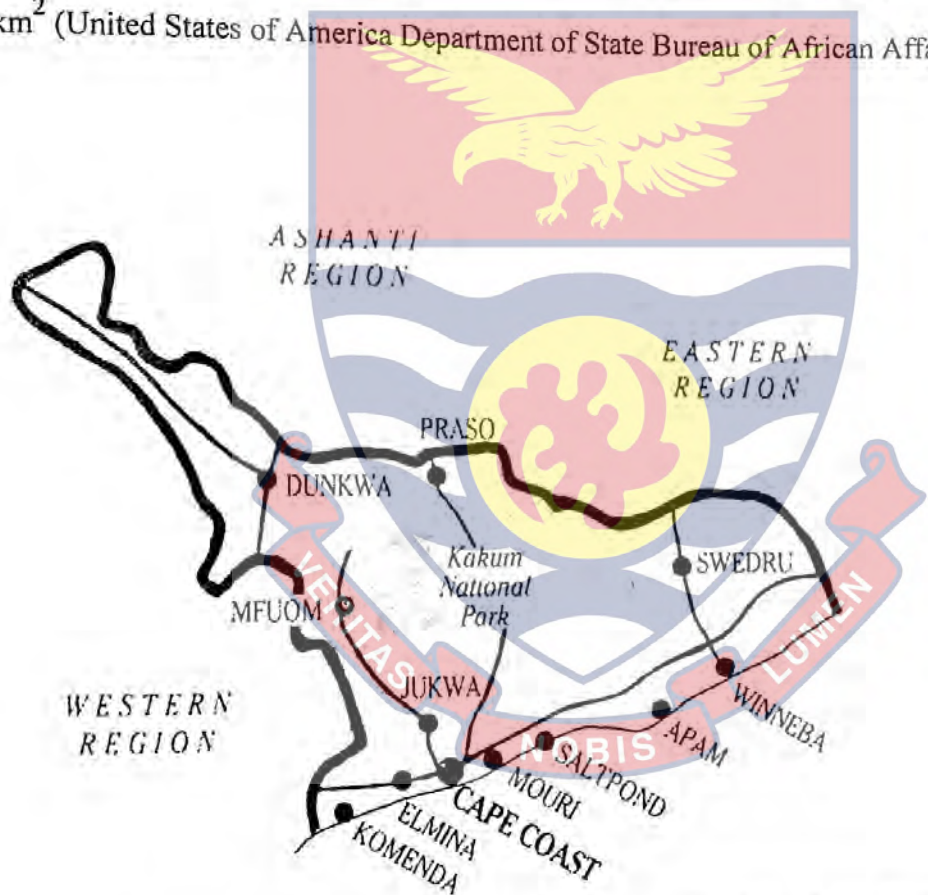 km² (United States of America Department of State Bureau of African Affa
ASHANTI
REGION
EASTERN
REGION
PRASO
DUNKWA
Kakum
National
Park
SWEDRU
MFUOM
VERITAS
LUMEN
JUKWA
WESTERN
REGION
WINNEBA
APAM
NOBIS
SALTPOND
MOURI
CAPE COAST
ELMINA
KOMENDA